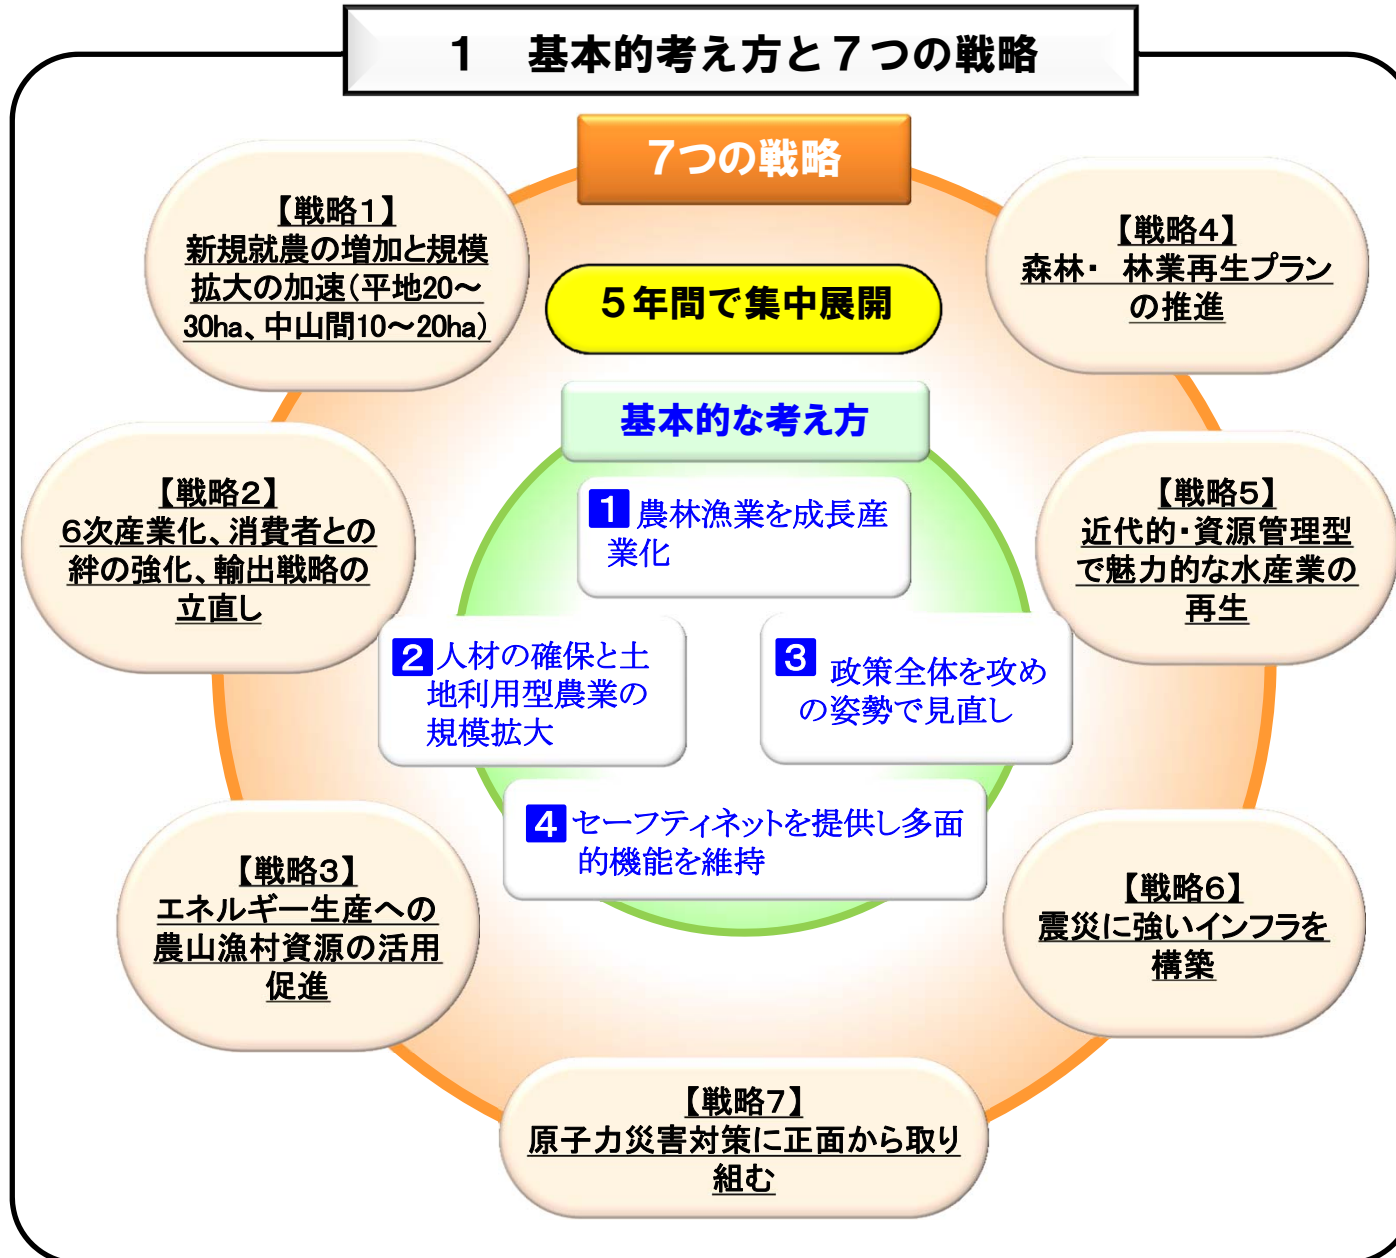 1　基本的考え方と7つの戦略
7つの戦略
【戦略1】
新規就農の増加と規模
拡大の加速(平地20～
30ha、中山間10～20ha)
【戦略4】
森林・ 林業再生プラン
の推進
5年間で集中展開
基本的な考え方
【戦略2】
6次産業化、消費者との
絆の強化、輸出戦略の
立直し
1 農林漁業を成長産
業化
【戦略5】
近代的・資源管理型
で魅力的な水産業の
再生
2 人材の確保と土
地利用型農業の
規模拡大
3 政策全体を攻め
の姿勢で見直し
4 セーフティネットを提供し多面
的機能を維持
【戦略3】
エネルギー生産への
農山漁村資源の活用
促進
【戦略6】
震災に強いインフラを
構築
【戦略7】
原子力災害対策に正面から取り
組む